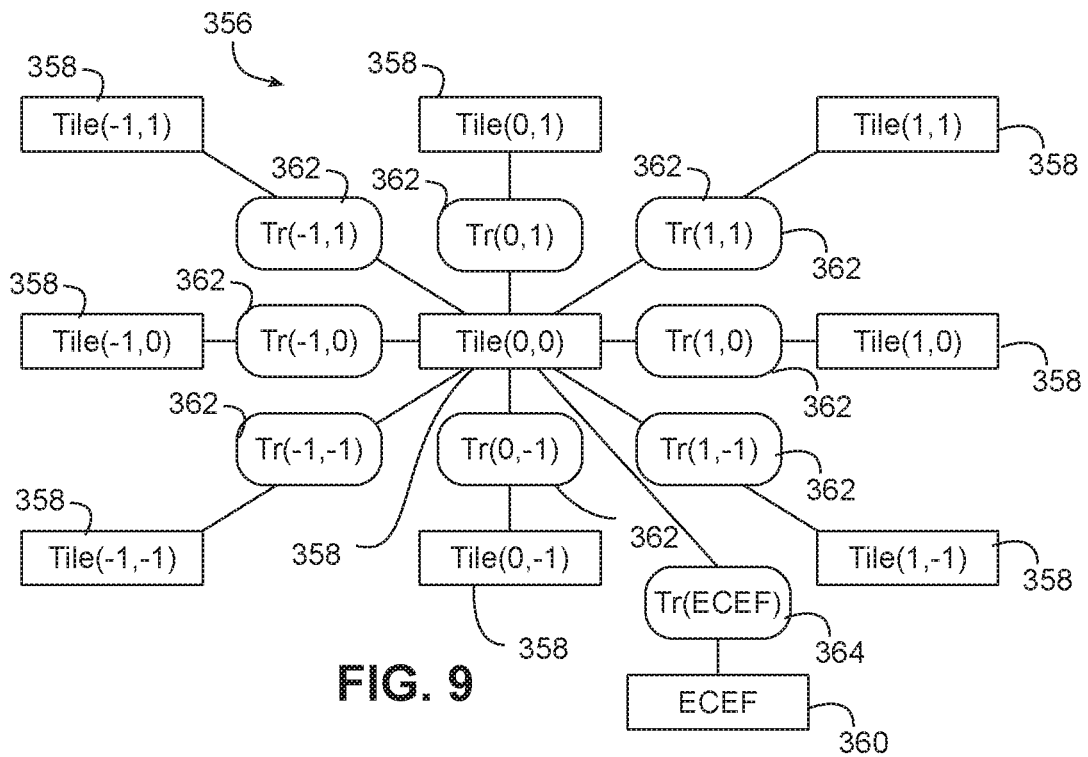 356
358
358
Tile(-1,1)
Tile(0,1)
Tile(1,1)
358
362
362
362
Tr(-1,1)
Tr(0,1)
Tr(1,1)
362
358
362
Tile(-1,0)
Tr(-1,0)
Tile(0,0)
Tr(1,0)
Tile(1,0)
358
362
362
Tr(-1,-1)
Tr(0,-1)
Tr(1,-1)
362
358
358
362
Tile(-1,-1)
Tile(0,-1)
Tile(1,-1)
358
Tr(ECEF)
358
364
FIG. 9
ECEF
360